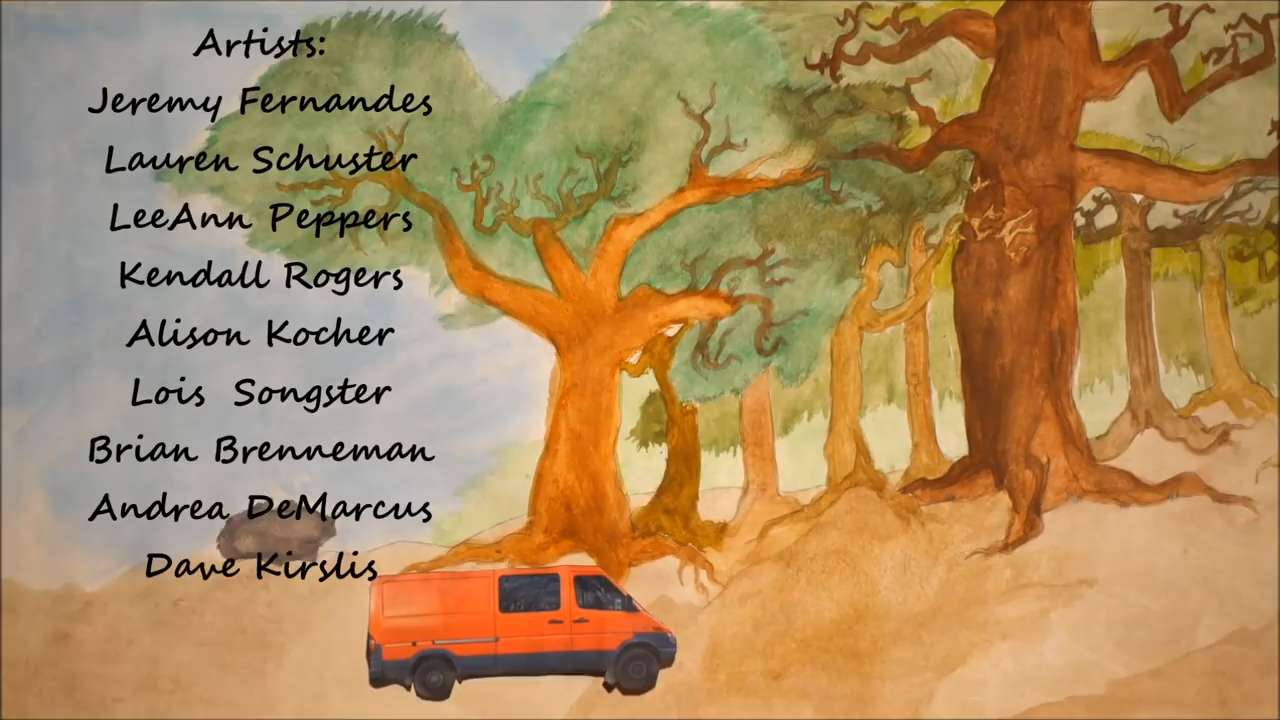 Artists:
Jeremy Fernandes
Lauren Schuster
LeeAnn Peppers
Kendall Rogers
Alison Kocher
Lois Songster
Brian Brenneman
Andrea DeMarcus
Dave Kirslis